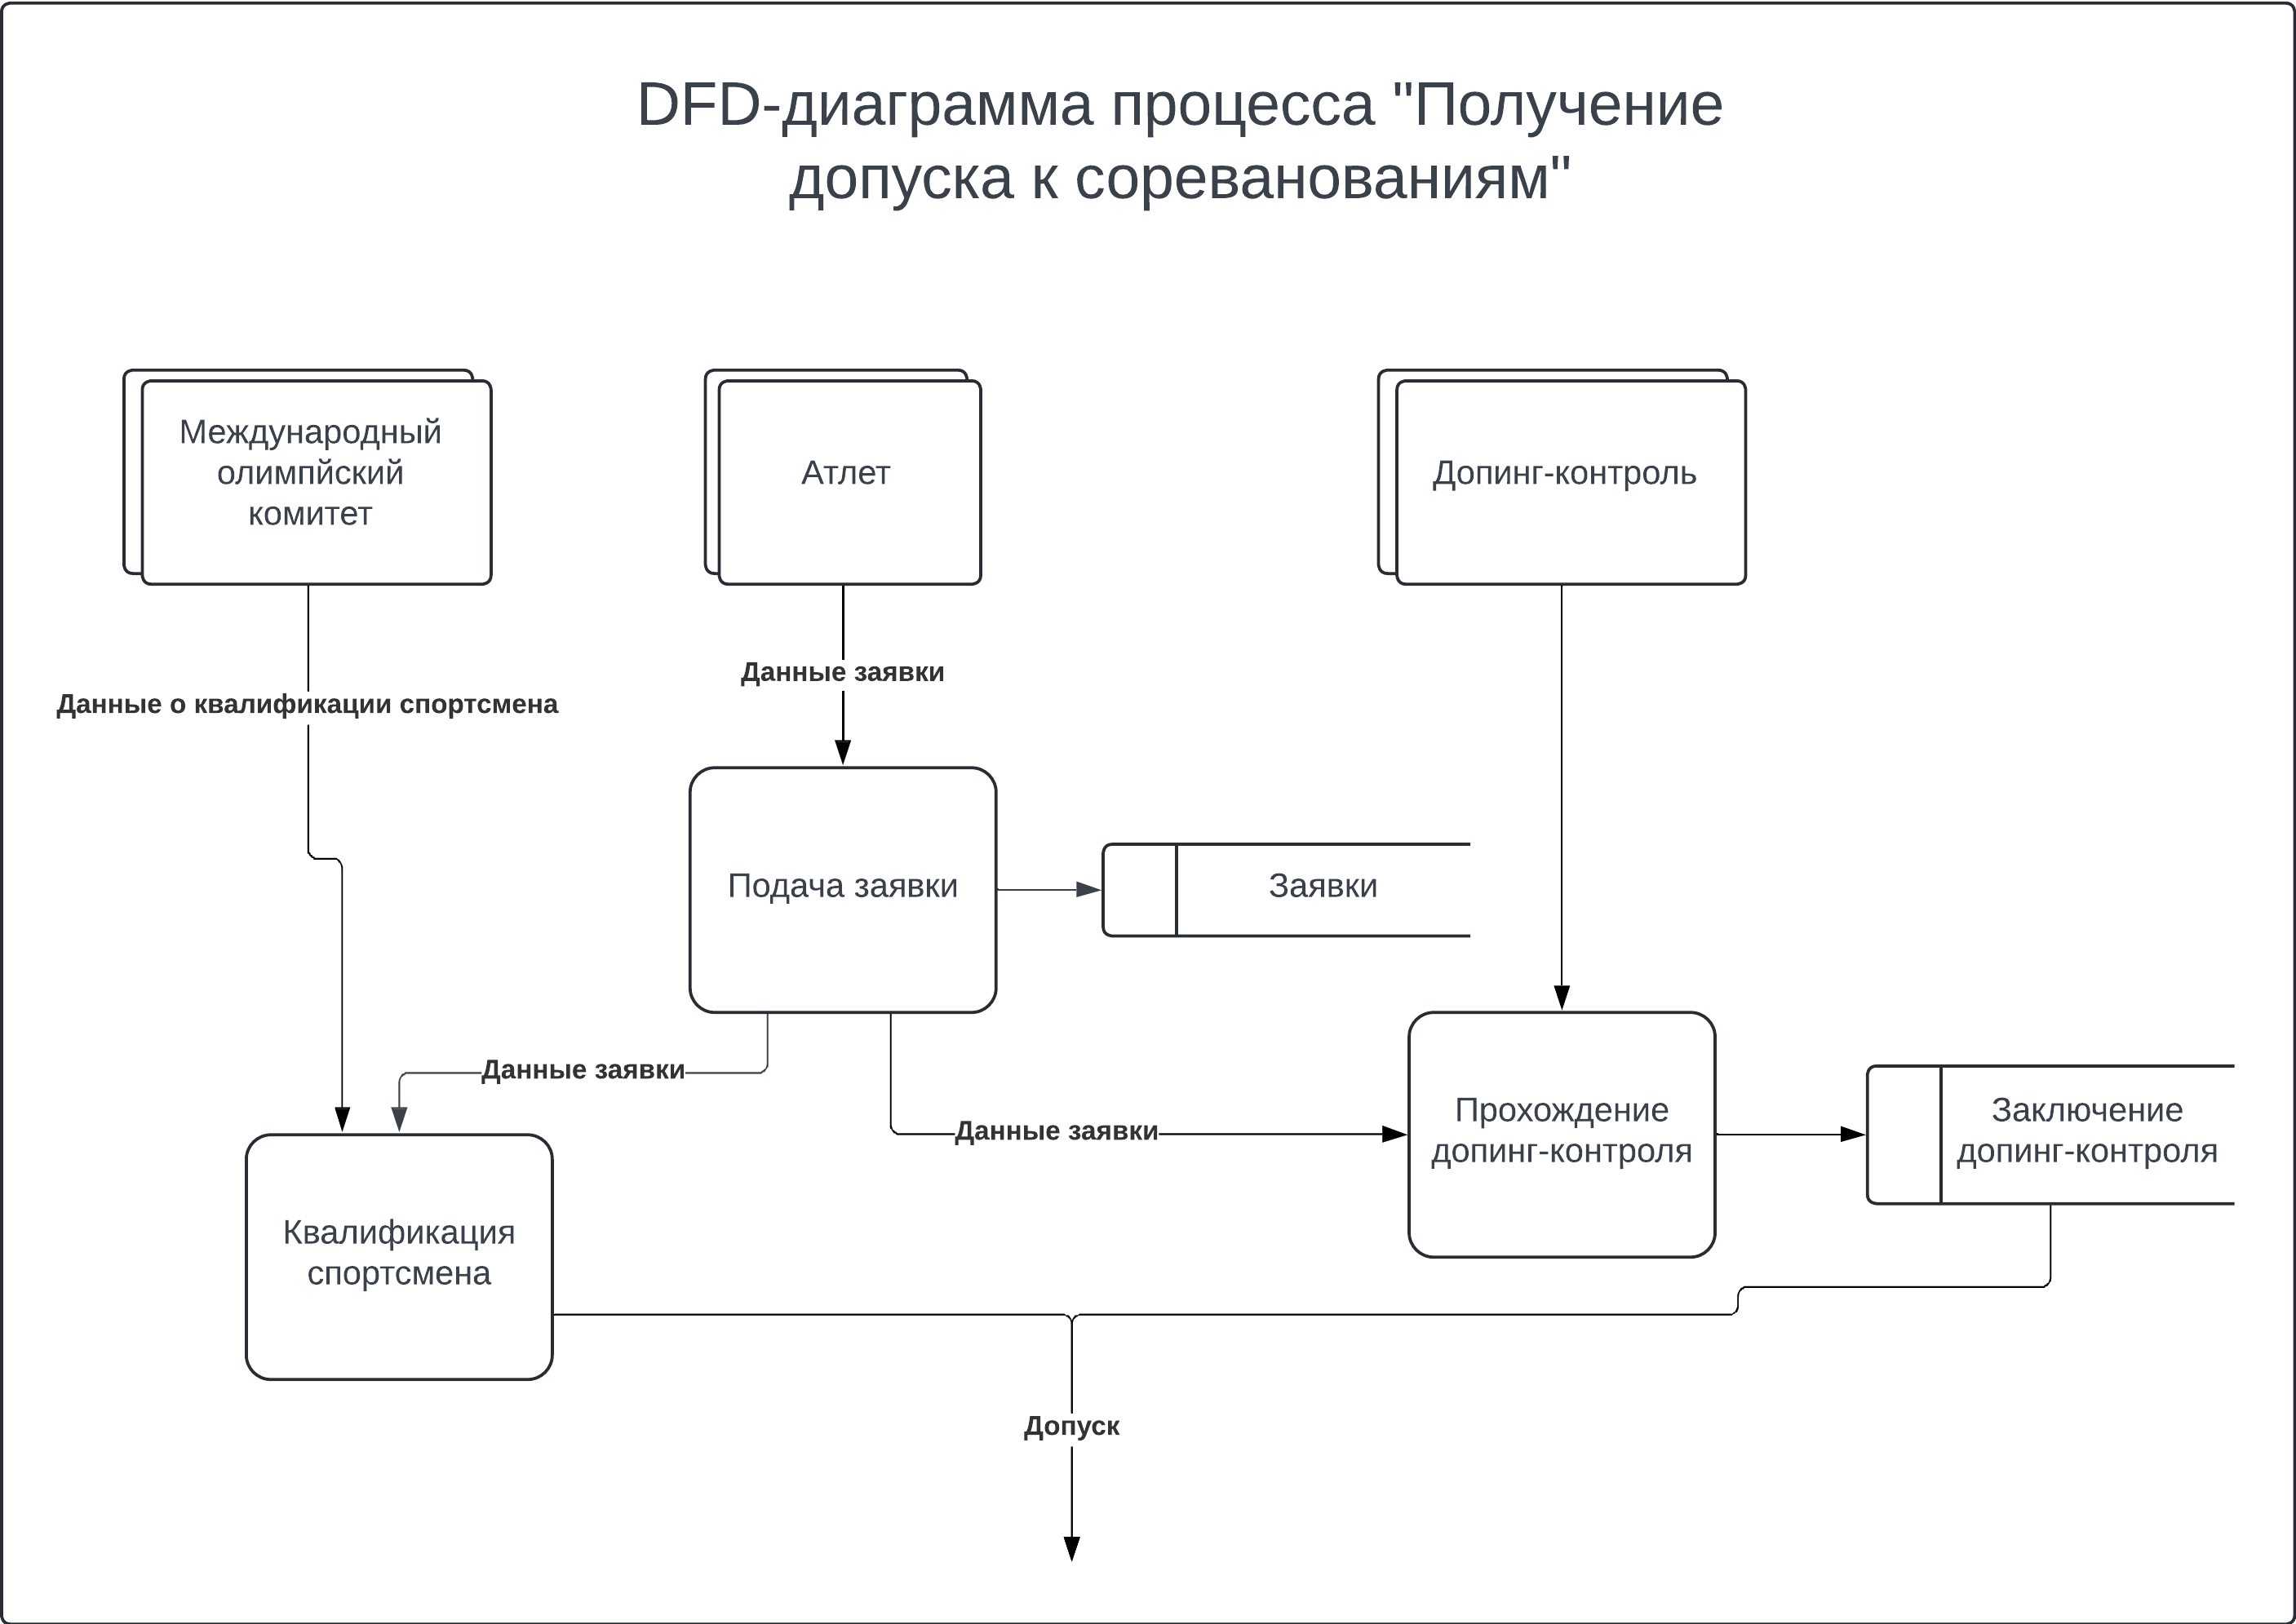 DFD-диаграмма процесса "Получение
допуска к сореванованиям"
Международный
олимпйский
комитет
Атлет
Допинг-контроль
Данные заявки
Данные о квалификации спортсмена
Подача заявки
Заявки
Данные заявки
Данные заявки
Прохождение
допинг-контроля
Заключение
допинг-контроля
Квалификация
спортсмена
Допуск